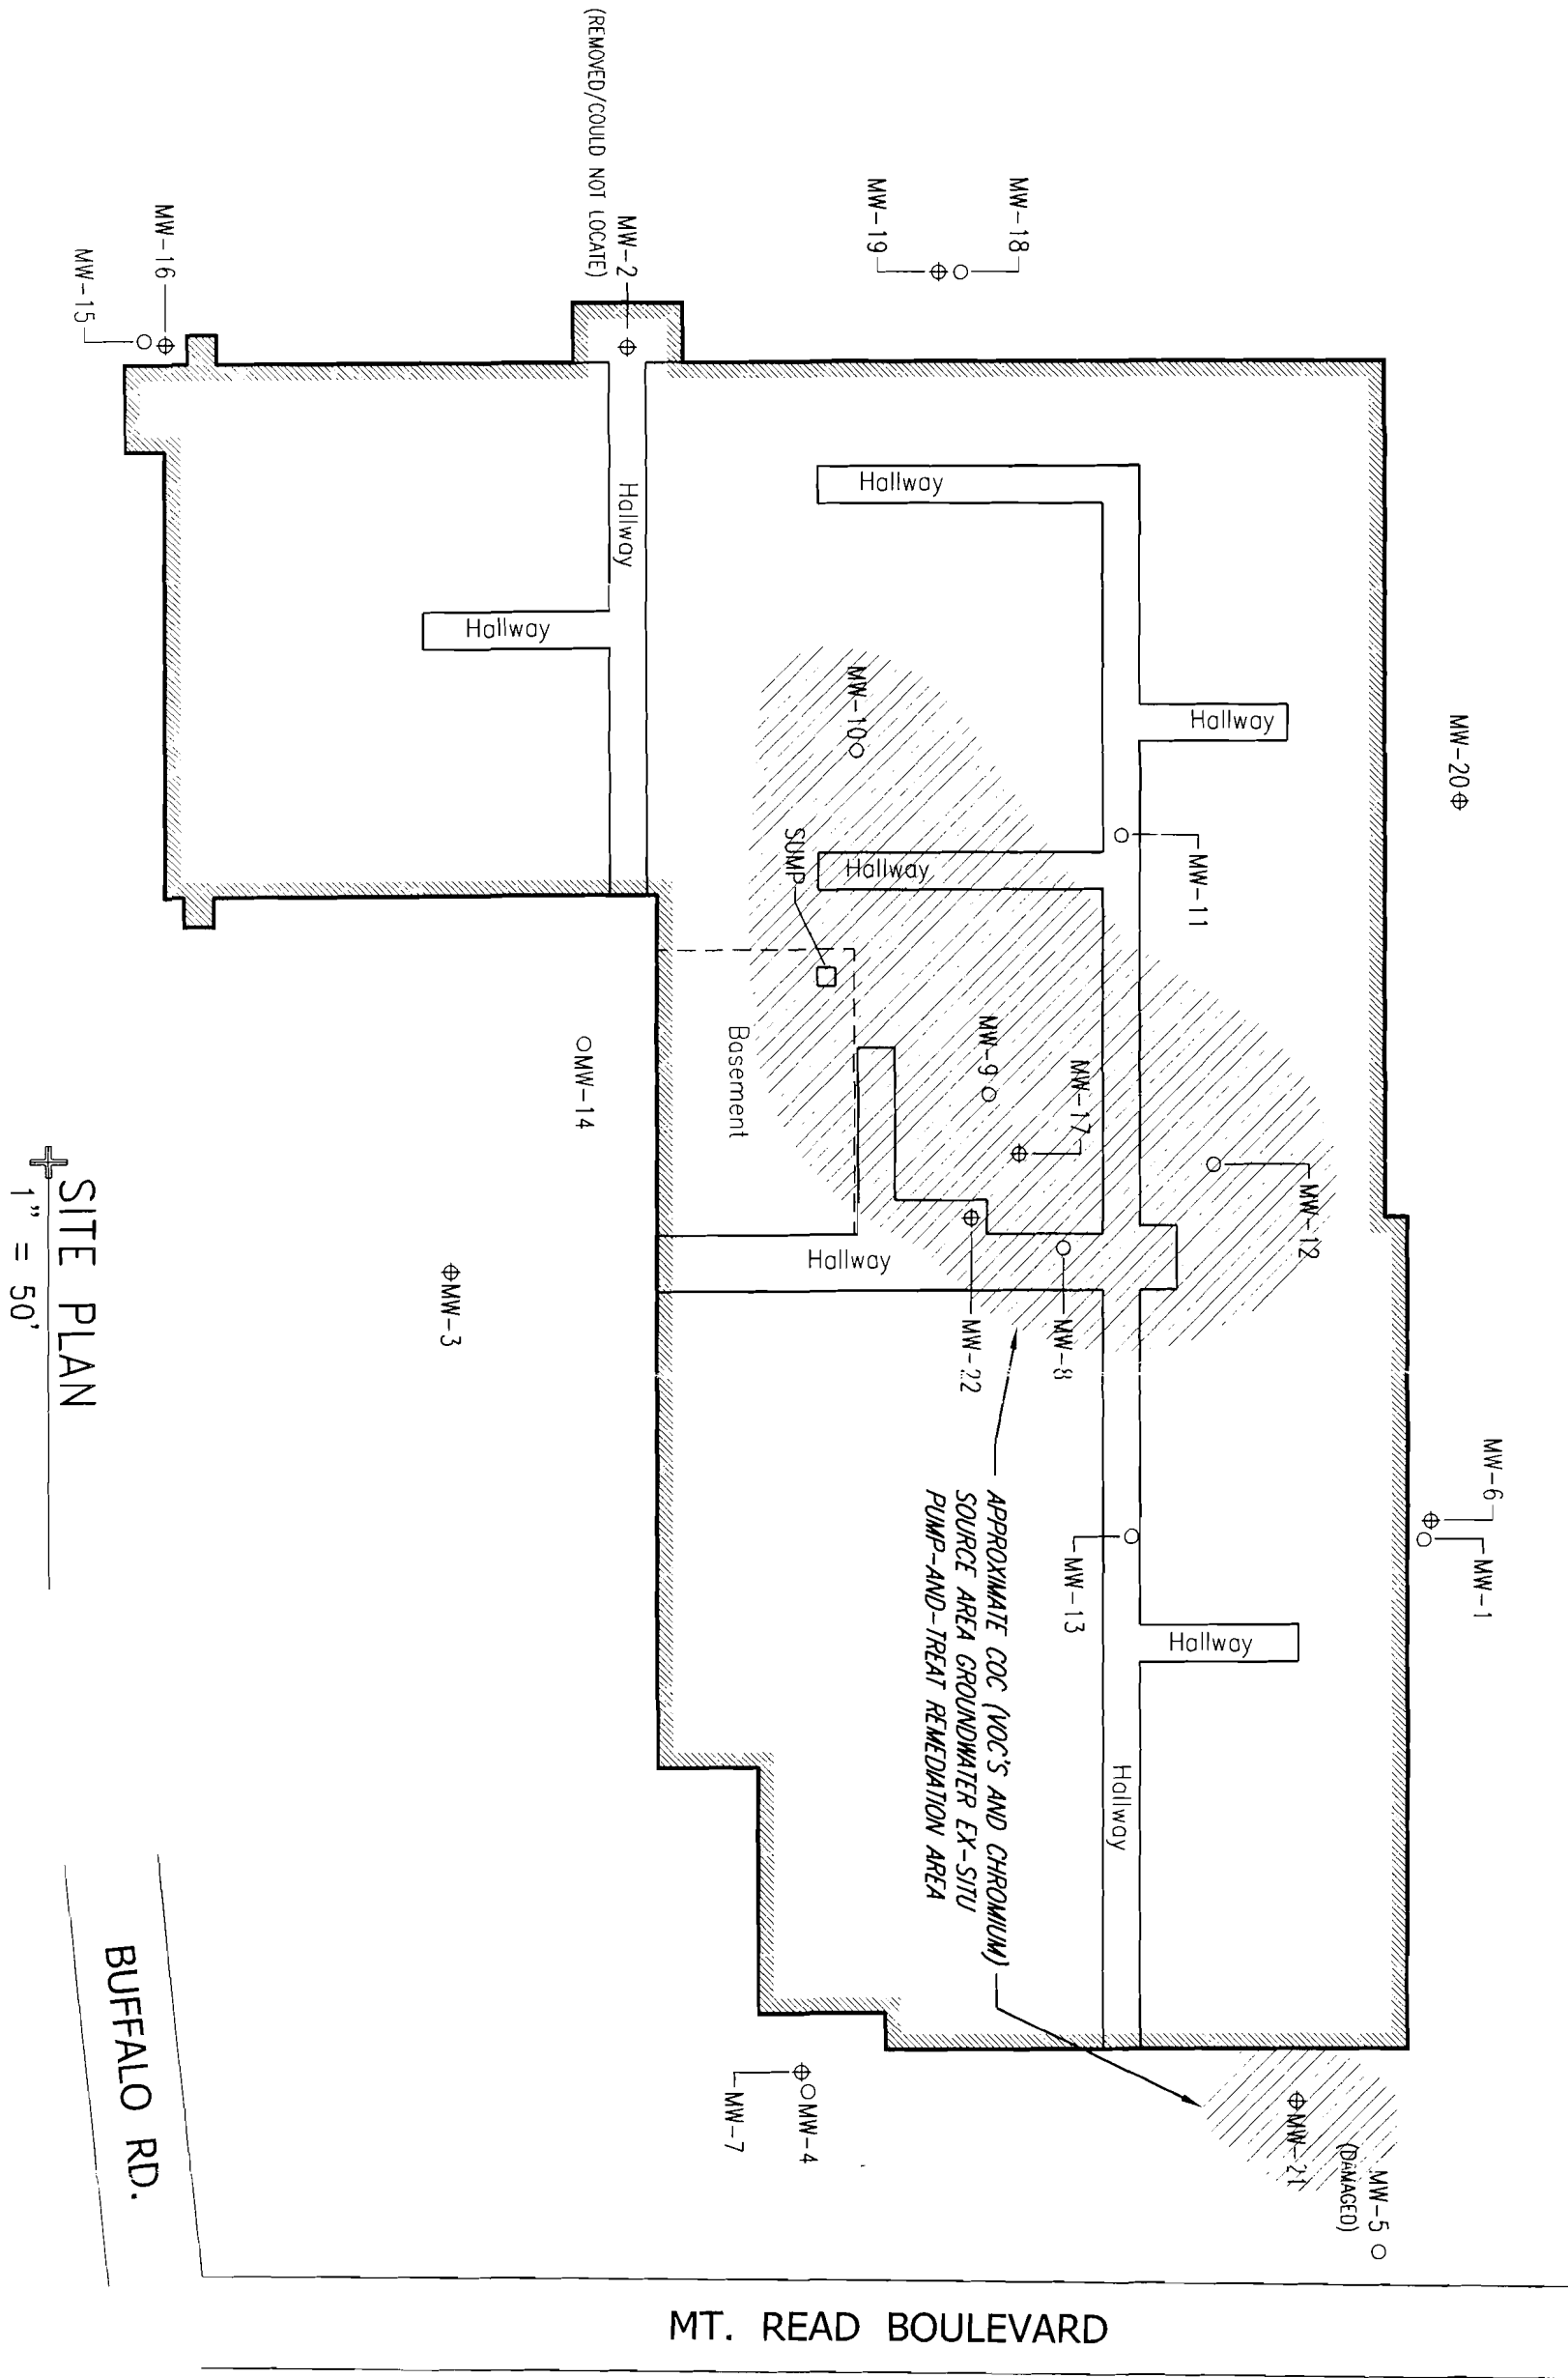 MW-15
MW-16
MW-2
(REMOVED/COULD NOT LOCATE)
MW-19
MW-18
Hallway
Hallway
Hallway
Hallway
MW-20
MW-10
SUMP
Hallway
MW-11
MW-9
MW-17
MW-12
Basement
MW-14
MW-3
Hallway
MW-22
MW-8
MW-6
MW-1
MW-13
Hallway
Hallway
APPROXIMATE COC (VOC'S AND CHROMIUM)
SOURCE AREA GROUNDWATER EX-SITU
PUMP-AND-TREAT REMEDIATION AREA
MW-7
MW-4
MW-21
MW-5
(DAMAGED)
SITE PLAN
1" = 50'
BUFFALO RD.
MT. READ BOULEVARD